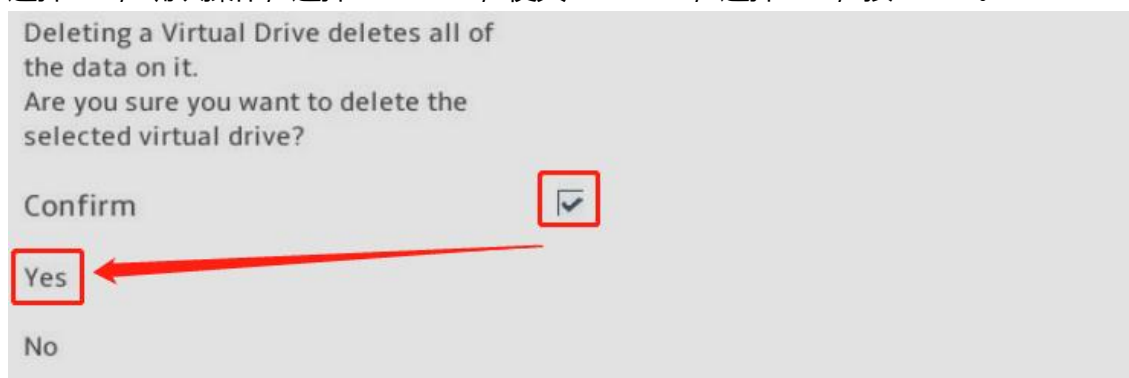 Deleting a Virtual Drive deletes all of
the data on it.
Are you sure you want to delete the
selected virtual drive?
Confirm
Yes
No